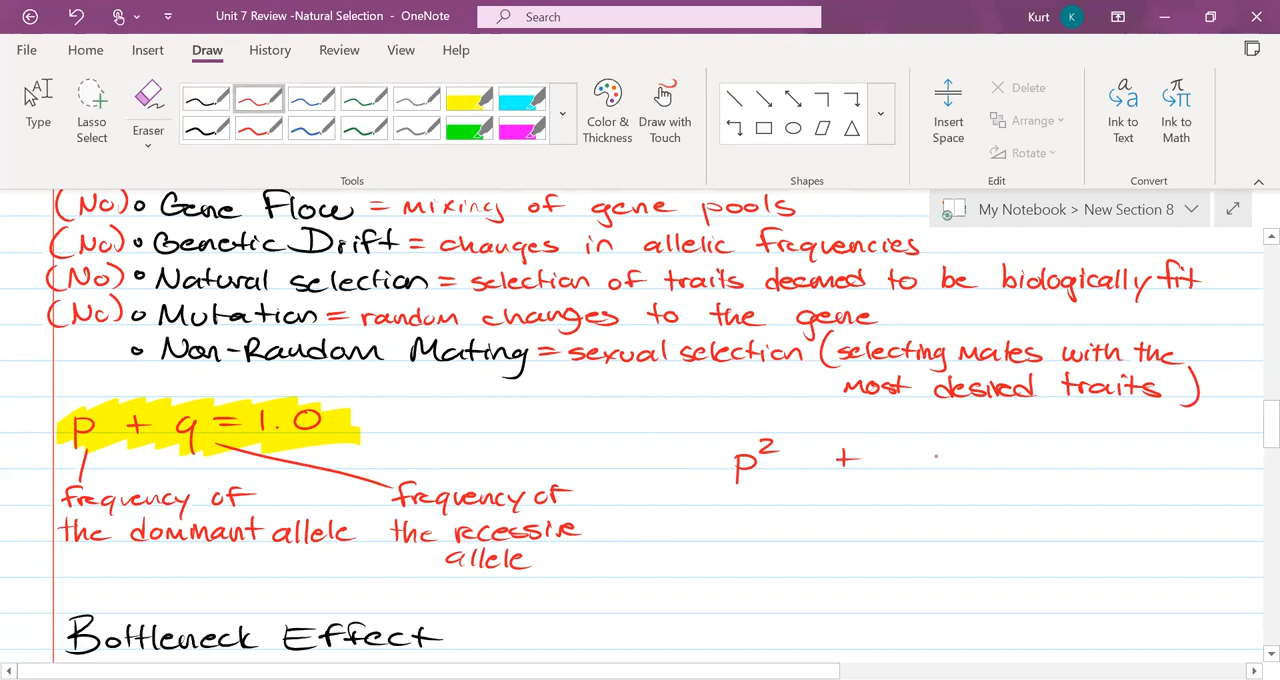 Unit 7 Review -Natural Selection - OneNote
Search
Kurt K
File Home Insert Draw History Review View Help
Type
Lasso Select
Eraser
Color & Thickness
Draw with Touch
Insert Space
Delete
Arrange
Rotate
Ink to Text
Ink to Math
Tools Shapes Edit Convert
My Notebook > New Section 8
(No) • Gene Flow = mixing of gene pools
(No) • Genetic Drift = changes in allelic frequencies
(No) • Natural selection = selection of traits deemed to be biologically fit
(No) • Mutation = random changes to the gene
• Non-Random Mating = sexual selection (selecting mates with the
most desired traits)
p + q = 1.0
p² +
frequency of
the dominant allele
frequency of
the recessive
allele
Bottleneck Effect